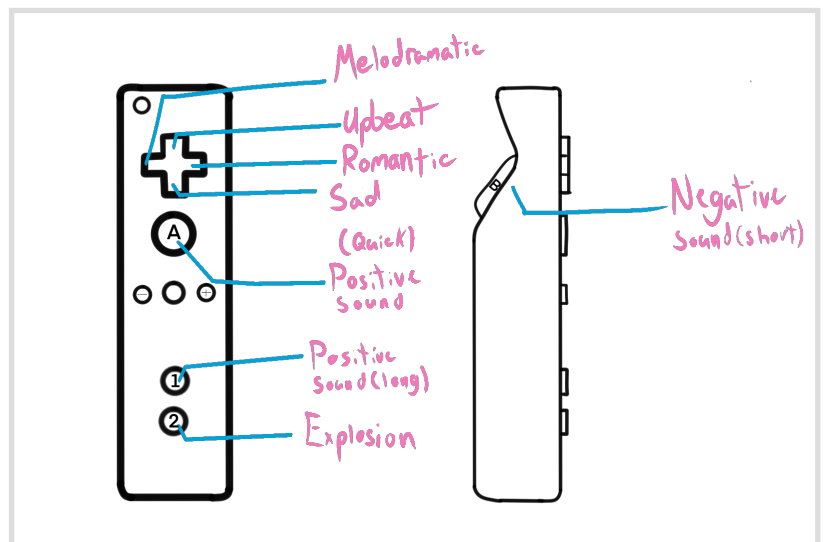 Melodramatic
Upbeat
Romantic
Sad
A
(Quick)
Positive
sound
-
+
1
Positive
sound(long)
2
Explosion
B
Negative
sound(short)